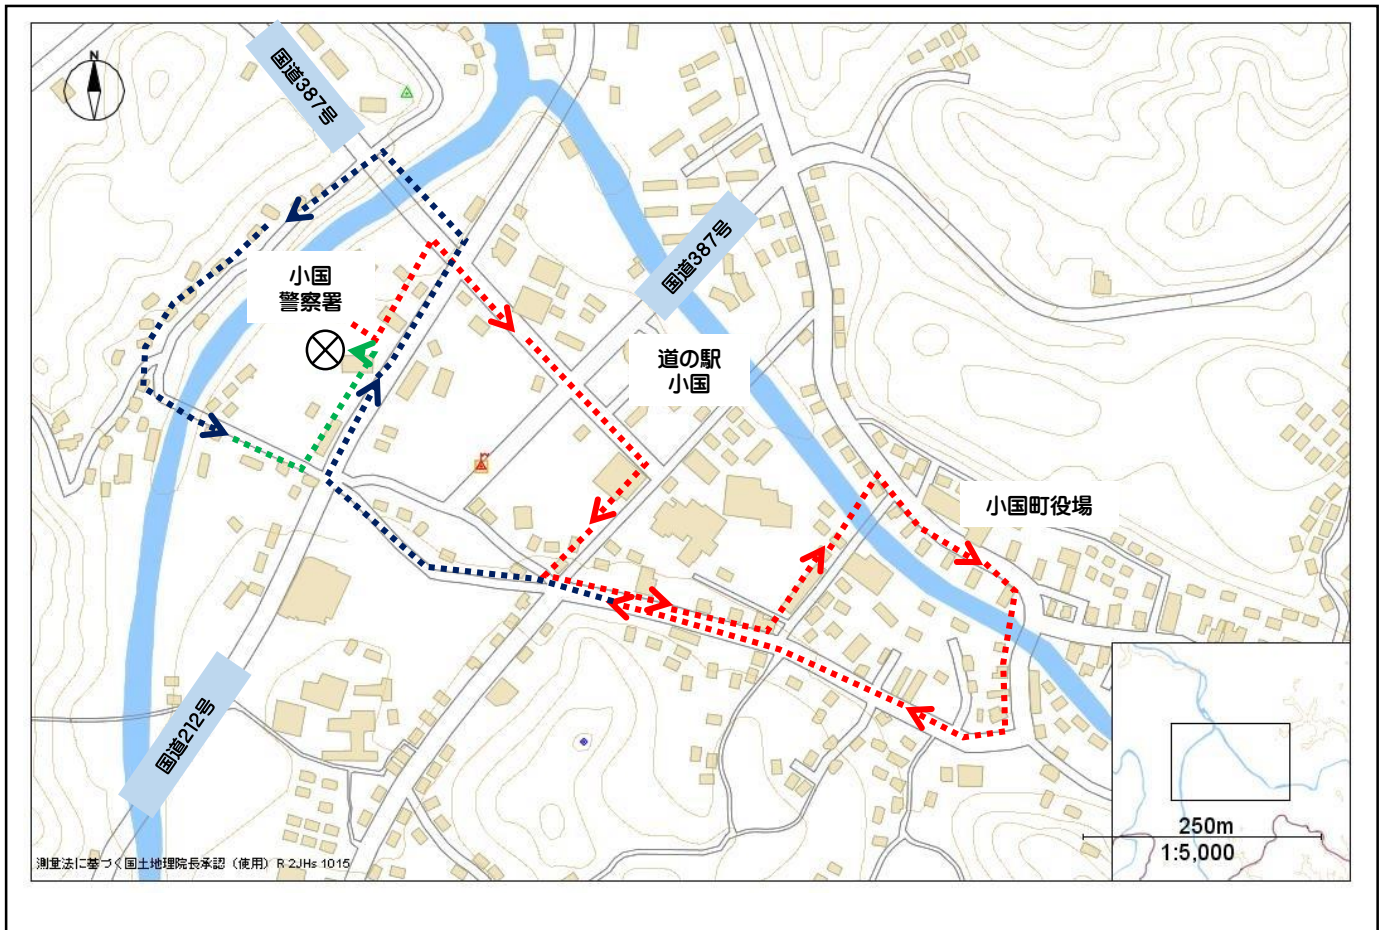 N
国道387号
小国
警察署
国道387号
道の駅
小国
小国町役場
国道212号
250m
1:5,000
測量法に基づく国土地理院長承認（使用）R 2JHs 1015